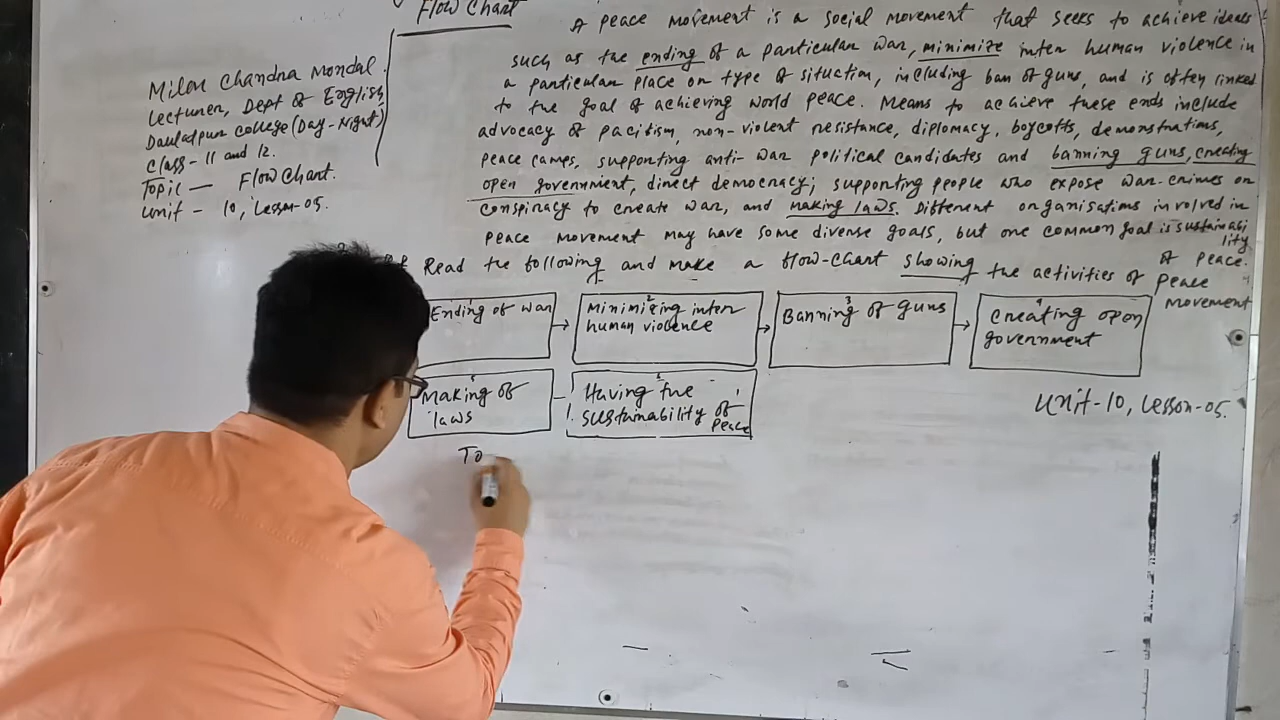 Flow Chart
Milon Chandra Mondal
Lecturer, Dept of English
Daulatpur College (Day-Night)
Class - 11 and 12.
Topic — Flow Chart.
Unit - 10, Lesson-05.
A peace movement is a social movement that seeks to achieve ideals
such as the ending of a particular war, minimize inter human violence in
a particular place or type of situation, including ban of guns, and is often linked
to the goal of achieving world peace. Means to achieve these ends include
advocacy of pacifism, non-violent resistance, diplomacy, boycotts, demonstrations,
peace camps, supporting anti-war political candidates and banning guns, creating
open government, direct democracy; supporting people who expose war-crimes or
conspiracy to create war, and making laws. Different organisations involved in
peace movement may have some diverse goals, but one common goal is sustainabi
lity
of peace.
Read the following and make a flow-chart showing the activities of peace
movement
1
Ending of war
2
Minimizing inter
human violence
3
Banning of guns
4
Creating open
government
5
Making of
laws
Having the
sustainability of
peace
Unit-10, Lesson-05.
To